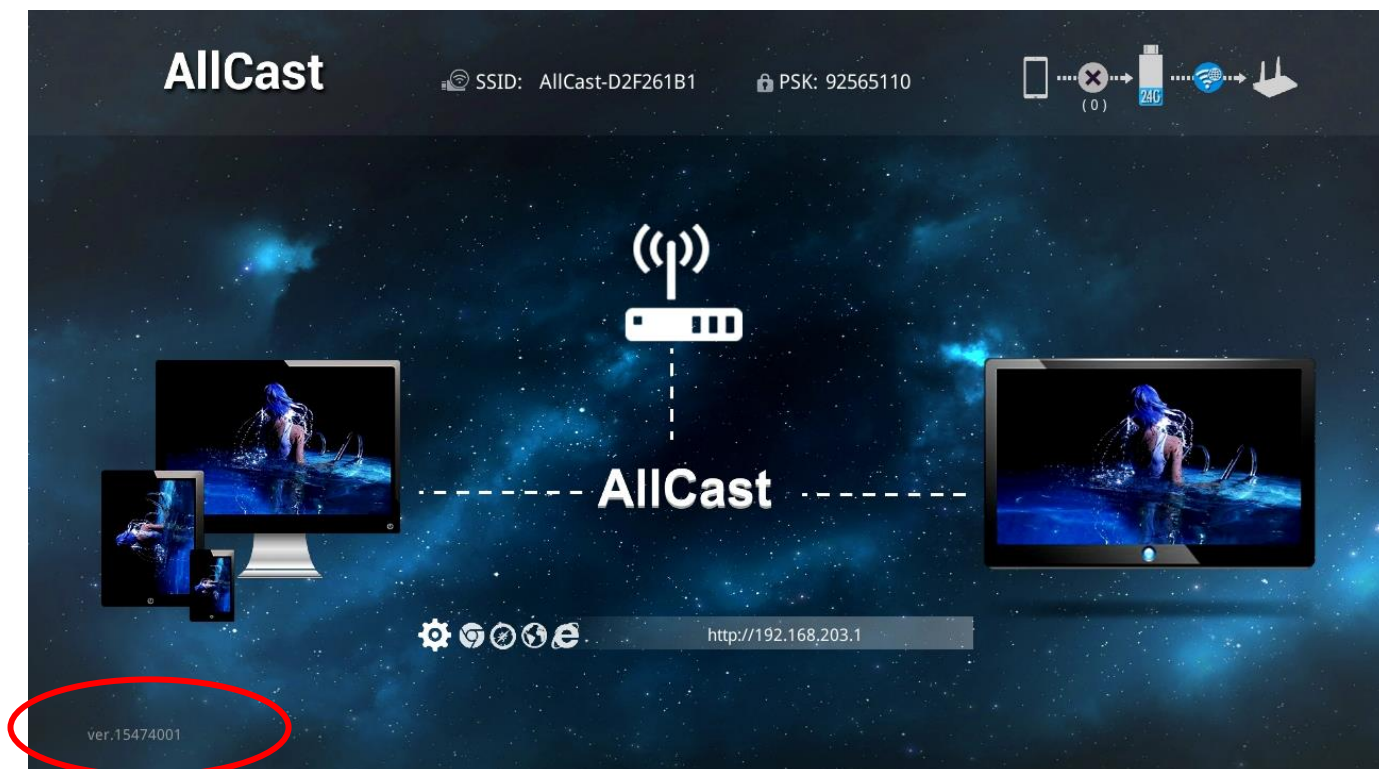 AllCast
SSID: AllCast-D2F261B1
PSK: 92565110
(0)
24G
AllCast
http://192.168.203.1
ver.15474001